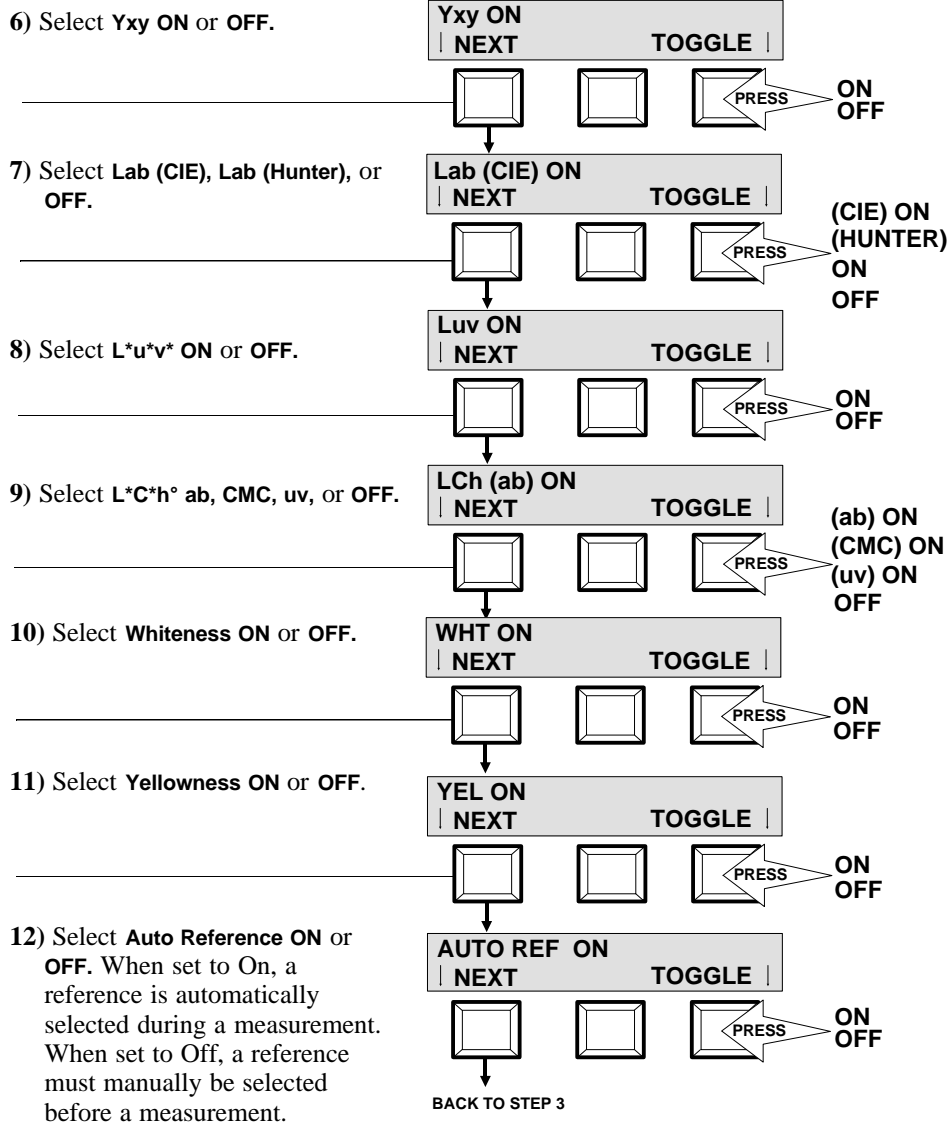 6) Select Yxy ON or OFF.
Yxy ON
NEXT TOGGLE
PRESS
ON
OFF
7) Select Lab (CIE), Lab (Hunter), or
OFF.
Lab (CIE) ON
NEXT TOGGLE
PRESS
(CIE) ON
(HUNTER)
ON
OFF
8) Select L*u*v* ON or OFF.
Luv ON
NEXT TOGGLE
PRESS
ON
OFF
9) Select L*C*h° ab, CMC, uv, or OFF.
LCh (ab) ON
NEXT TOGGLE
PRESS
(ab) ON
(CMC) ON
(uv) ON
OFF
10) Select Whiteness ON or OFF.
WHT ON
NEXT TOGGLE
PRESS
ON
OFF
11) Select Yellowness ON or OFF.
YEL ON
NEXT TOGGLE
PRESS
ON
OFF
12) Select Auto Reference ON or
OFF. When set to On, a
reference is automatically
selected during a measurement.
When set to Off, a reference
must manually be selected
before a measurement.
AUTO REF ON
NEXT TOGGLE
PRESS
ON
OFF
BACK TO STEP 3